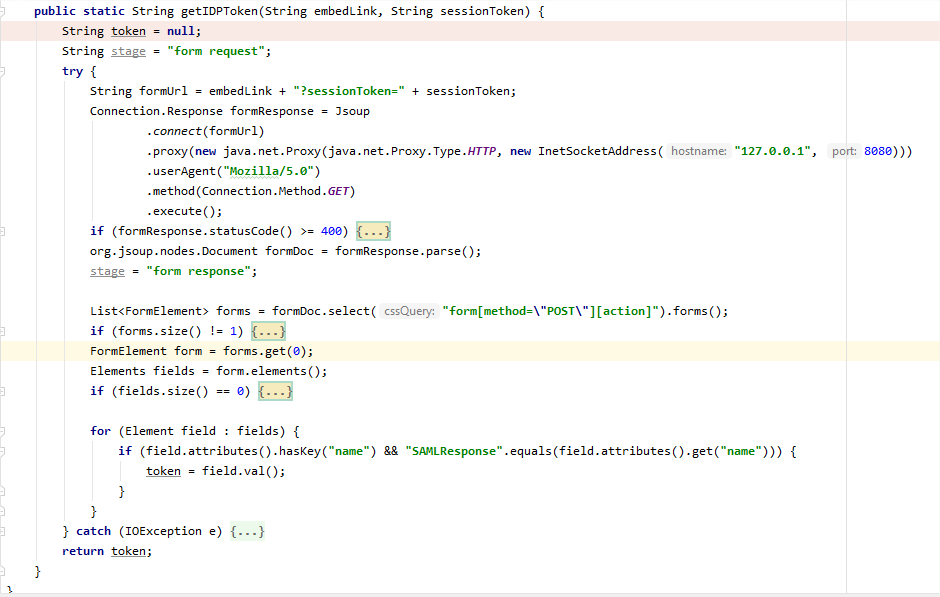 public static String getIDPToken(String embedLink, String sessionToken) {
String token = null;
String stage = "form request";
try {
String formUrl = embedLink + "?sessionToken=" + sessionToken;
Connection.Response formResponse = Jsoup
.connect(formUrl)
.proxy(new java.net.Proxy(java.net.Proxy.Type.HTTP, new InetSocketAddress( hostname: "127.0.0.1", port: 8080)))
.userAgent("Mozilla/5.0")
.method(Connection.Method.GET)
.execute();
if (formResponse.statusCode() >= 400) {...}
org.jsoup.nodes.Document formDoc = formResponse.parse();
stage = "form response";
List<FormElement> forms = formDoc.select( cssQuery: "form[method=\"POST\"][action]").forms();
if (forms.size() != 1) {...}
FormElement form = forms.get(0);
Elements fields = form.elements();
if (fields.size() == 0) {...}
for (Element field : fields) {
if (field.attributes().hasKey("name") && "SAMLResponse".equals(field.attributes().get("name"))) {
token = field.val();
}
}
} catch (IOException e) {...}
return token;
}
}